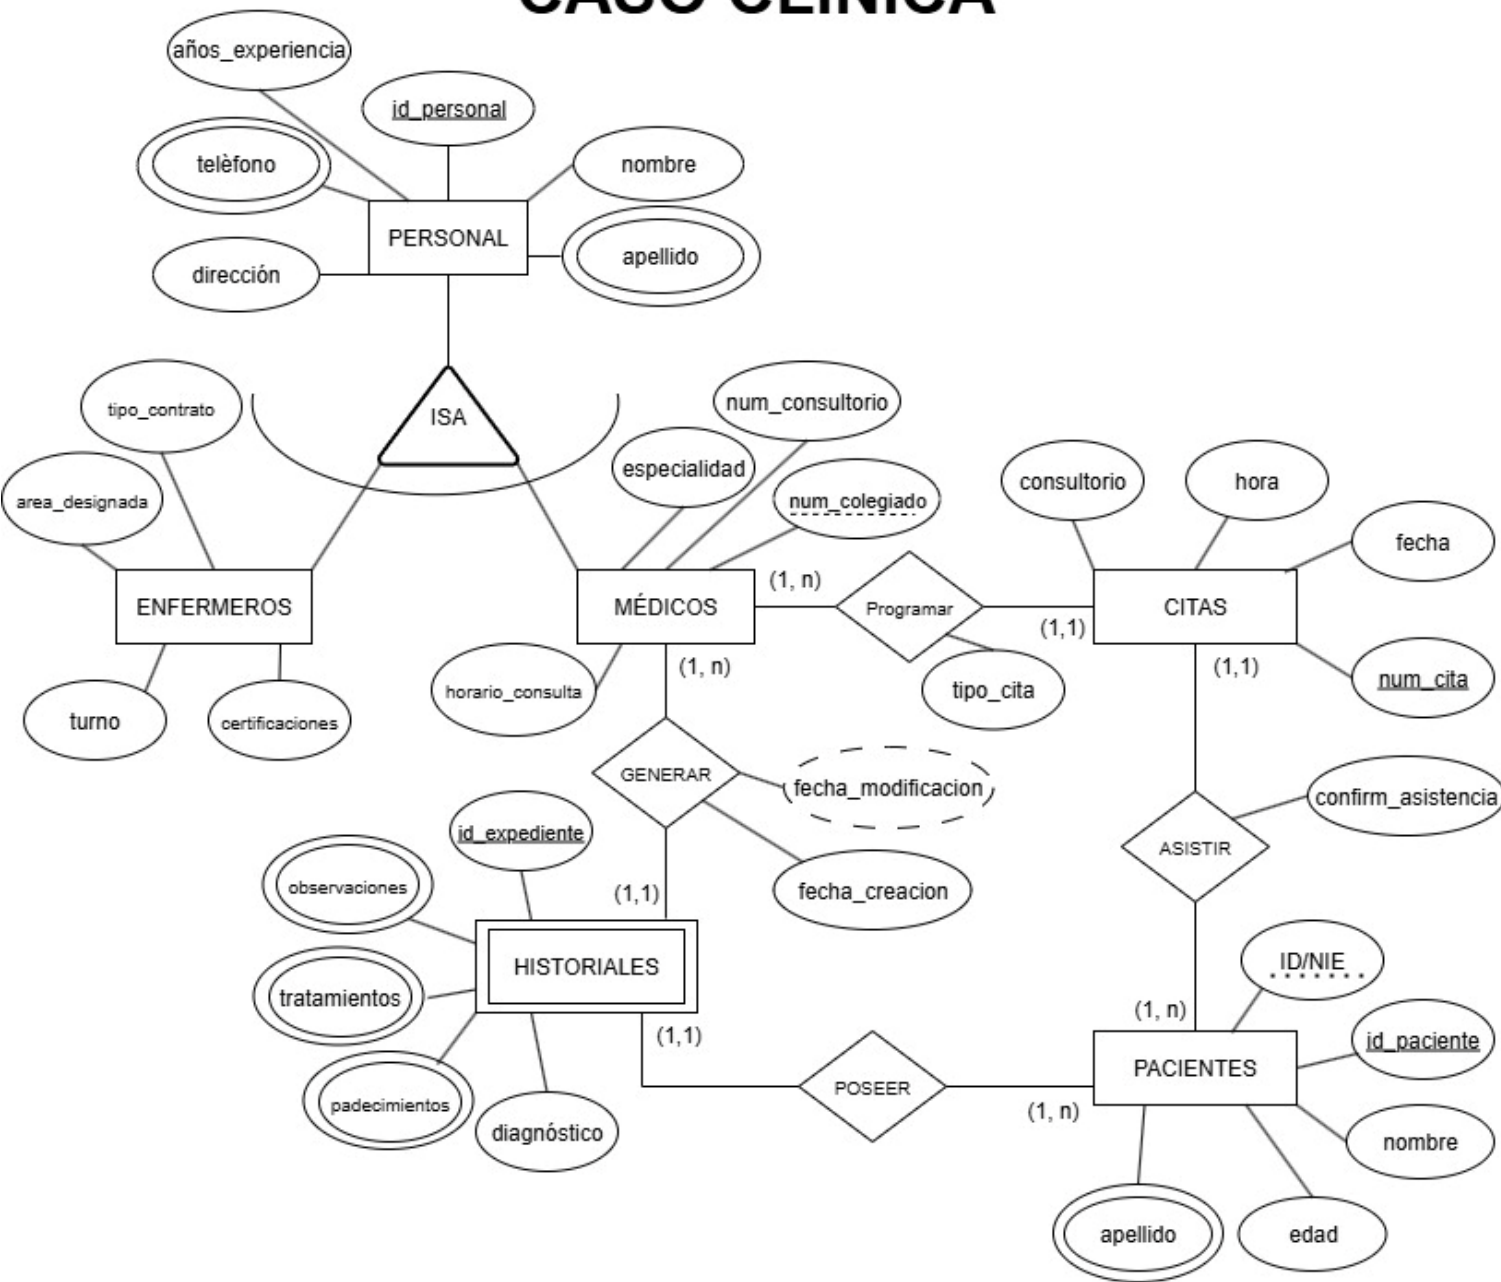 CASO CLÍNICA
años_experiencia
id_personal
telèfono
nombre
PERSONAL
apellido
dirección
tipo_contrato
ISA
num_consultorio
especialidad
area_designada
num_colegiado
consultorio
hora
fecha
ENFERMEROS
MÉDICOS
(1, n)
Programar
(1,1)
CITAS
turno
certificaciones
horario_consulta
(1, n)
tipo_cita
(1,1)
num_cita
GENERAR
fecha_modificacion
confirm_asistencia
id_expediente
ASISTIR
observaciones
(1,1)
fecha_creacion
HISTORIALES
ID/NIE
tratamientos
(1,1)
(1, n)
id_paciente
padecimientos
diagnóstico
POSEER
(1, n)
PACIENTES
nombre
apellido
edad